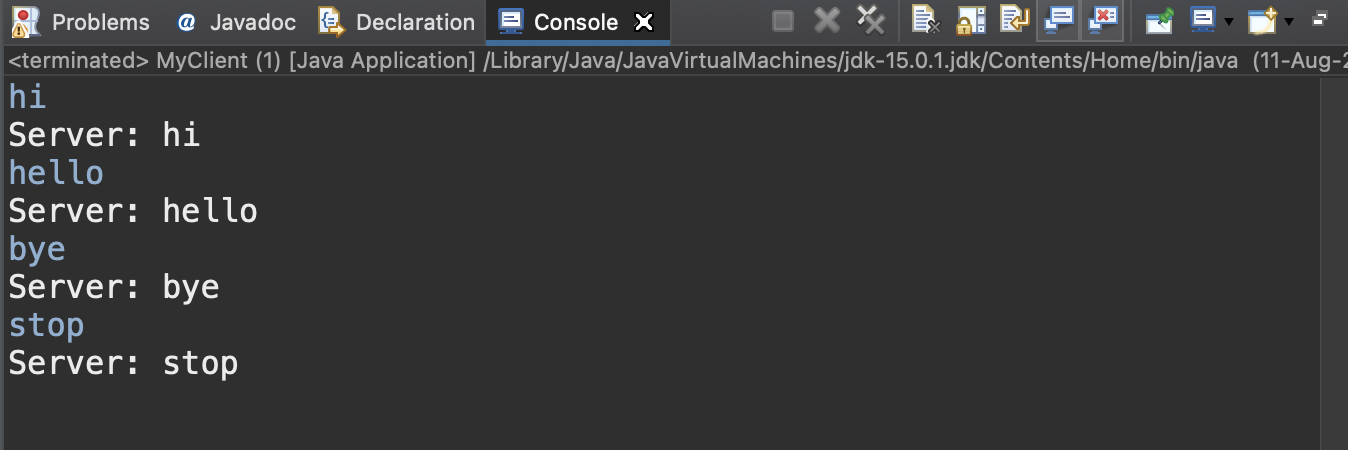 Problems @ Javadoc Declaration Console
<terminated> MyClient (1) [Java Application] /Library/Java/JavaVirtualMachines/jdk-15.0.1.jdk/Contents/Home/bin/java (11-Aug-2
hi
Server: hi
hello
Server: hello
bye
Server: bye
stop
Server: stop